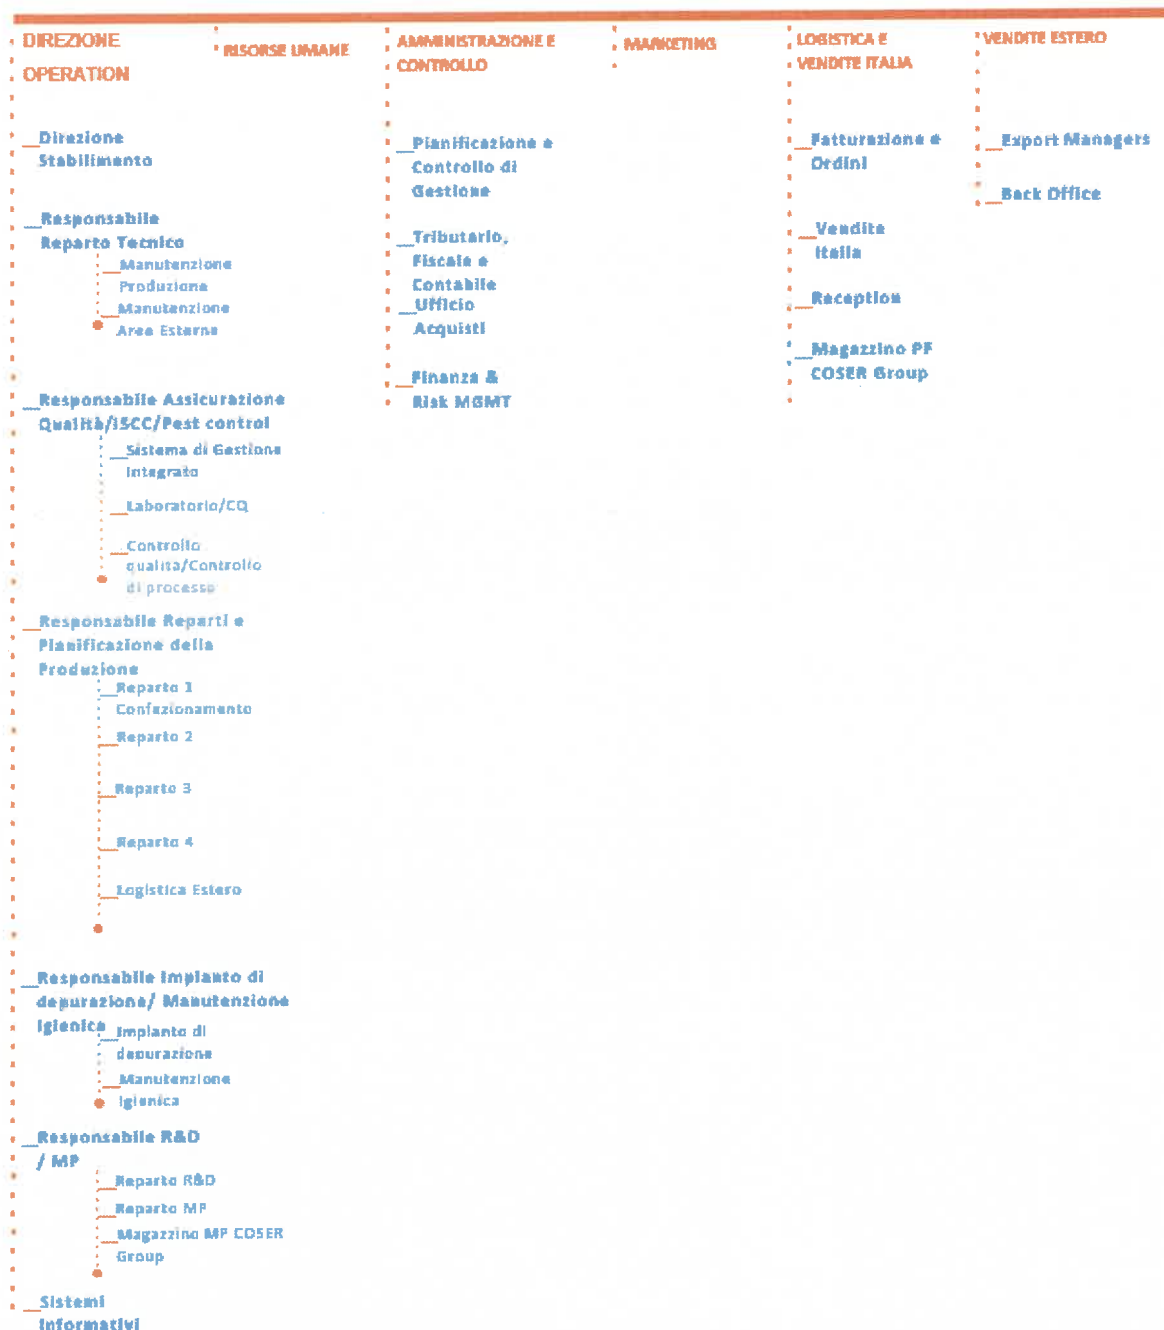 DIREZIONE
OPERATION
Direzione
Stabilimento
Responsabile
Reparto Tecnico
Manutenzione
Produzione
Manutenzione
Area Esterna
Responsabile Assicurazione
Qualità/ISCC/Pest control
Sistema di Gestione
Integrato
Laboratorio/CQ
Controllo
qualità/Controllo
di processo
Responsabile Reparti e
Pianificazione della
Produzione
Reparto 1
Confezionamento
Reparto 2
Reparto 3
Reparto 4
Logistica Estero
Responsabile Impianto di
depurazione/ Manutenzione
Igienica
Impianto di
depurazione
Manutenzione
Igienica
Responsabile R&D
/ MP
Reparto R&D
Reparto MP
Magazzino MP COSER
Group
Sistemi
Informativi
RISORSE UMANE
AMMINISTRAZIONE E
CONTROLLO
Pianificazione e
Controllo di
Gestione
Tributario,
Fiscale e
Contabile
Ufficio
Acquisti
Finanza &
Risk MGMT
MARKETING
LOGISTICA E
VENDITE ITALIA
Fatturazione e
Ordini
Vendite
Italia
Reception
Magazzino PF
COSER Group
VENDITE ESTERO
Export Managers
Back Office